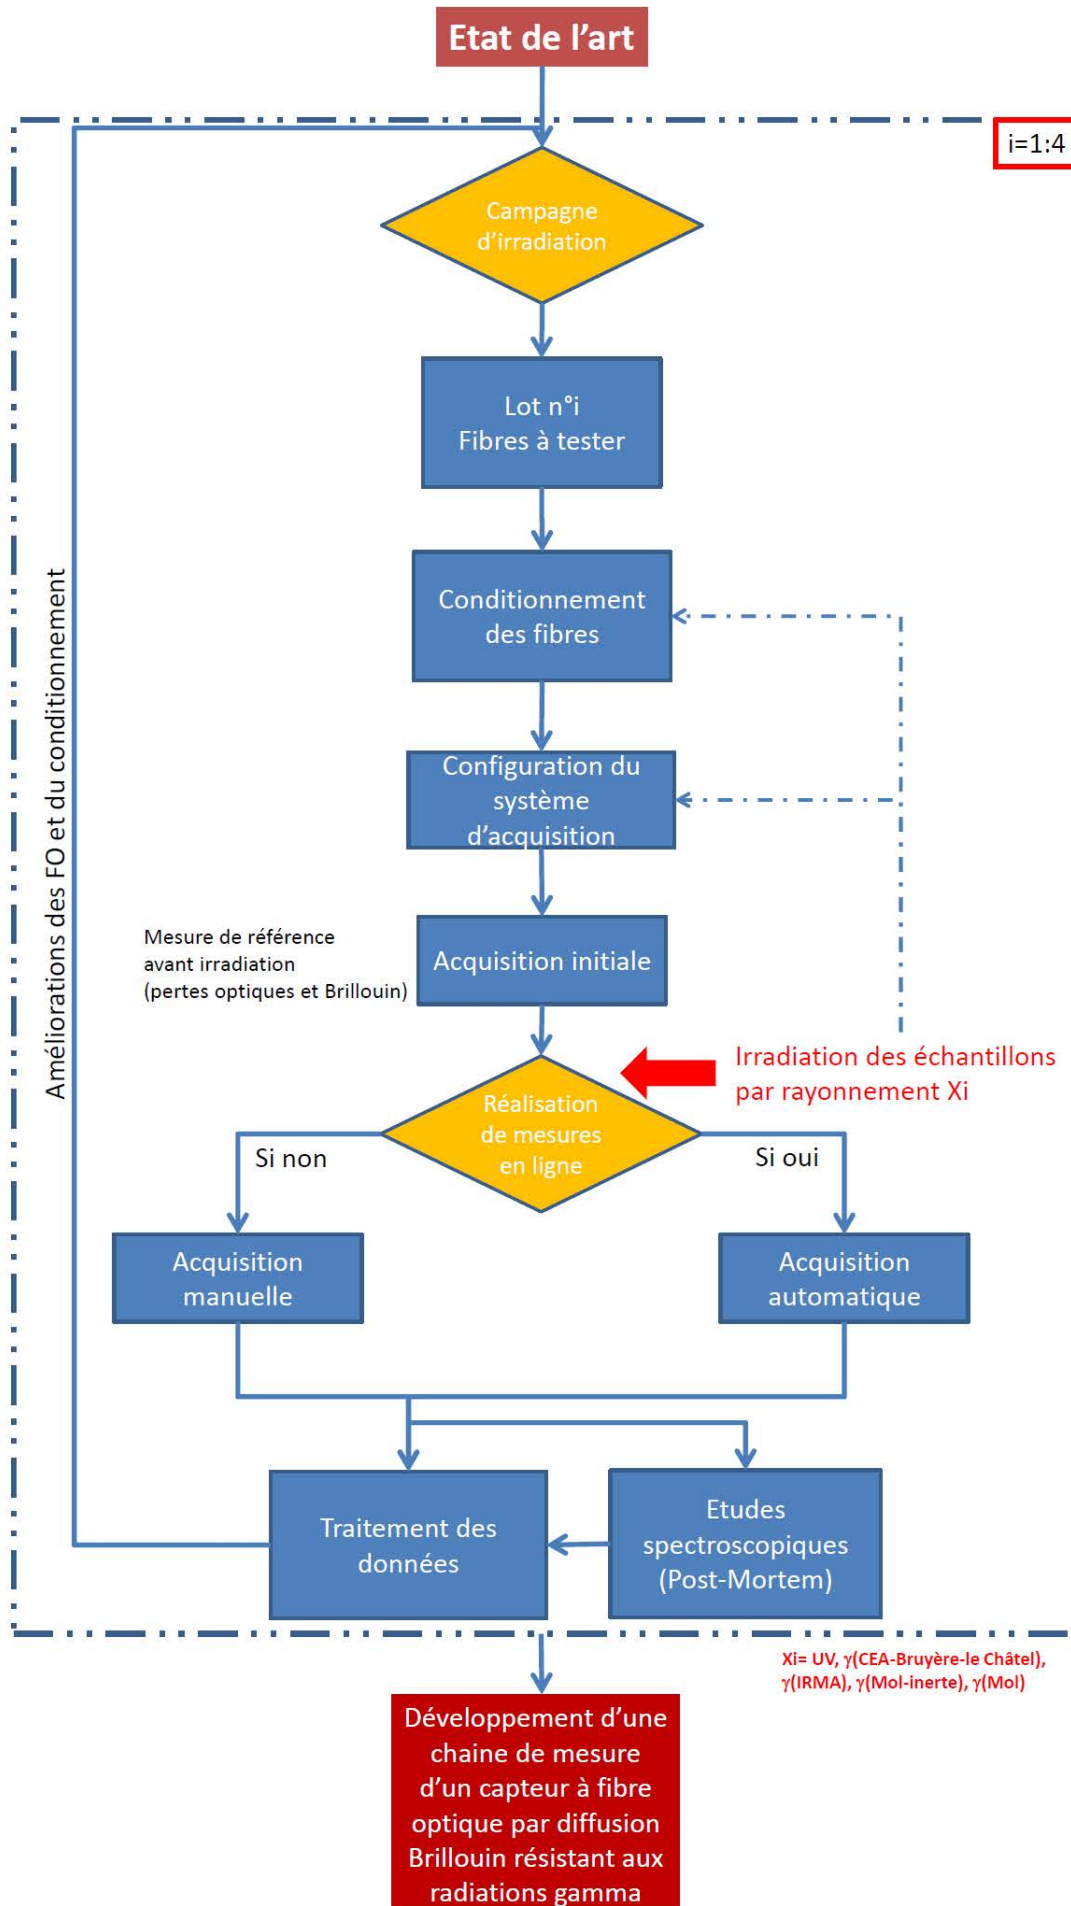 Etat de l'art
i=1:4
Campagne
d'irradiation
Lot n°i
Fibres à tester
Conditionnement
des fibres
Améliorations des FO et du conditionnement
Configuration du
système
d'acquisition
Mesure de référence
avant irradiation
(pertes optiques et Brillouin)
Acquisition initiale
Irradiation des échantillons
par rayonnement Xi
Réalisation
de mesures
en ligne
Si non
Si oui
Acquisition
manuelle
Acquisition
automatique
Traitement des
données
Etudes
spectroscopiques
(Post-Mortem)
Xi= UV, γ(CEA-Bruyère-le Châtel),
γ(IRMA), γ(Mol-inerte), γ(Mol)
Développement d'une
chaine de mesure
d'un capteur à fibre
optique par diffusion
Brillouin résistant aux
radiations gamma